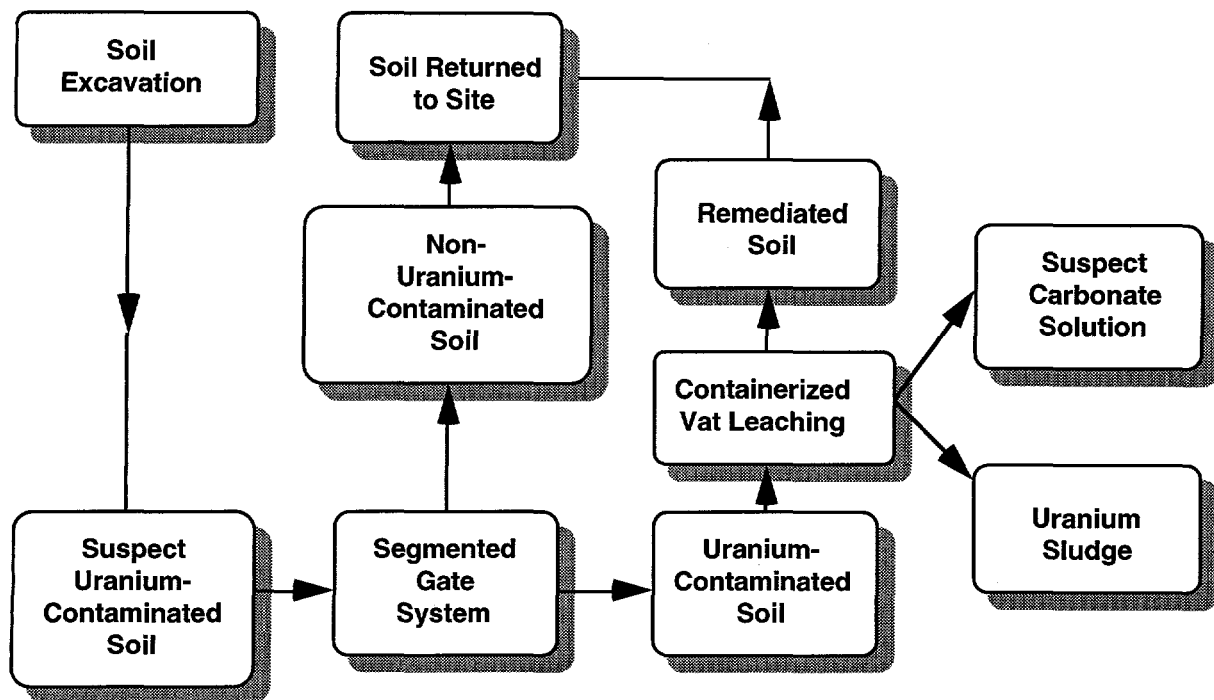 Soil
Excavation
Soil Returned
to Site
Non-
Uranium-
Contaminated
Soil
Remediated
Soil
Suspect
Carbonate
Solution
Containerized
Vat Leaching
Uranium
Sludge
Suspect
Uranium-
Contaminated
Soil
Segmented
Gate
System
Uranium-
Contaminated
Soil